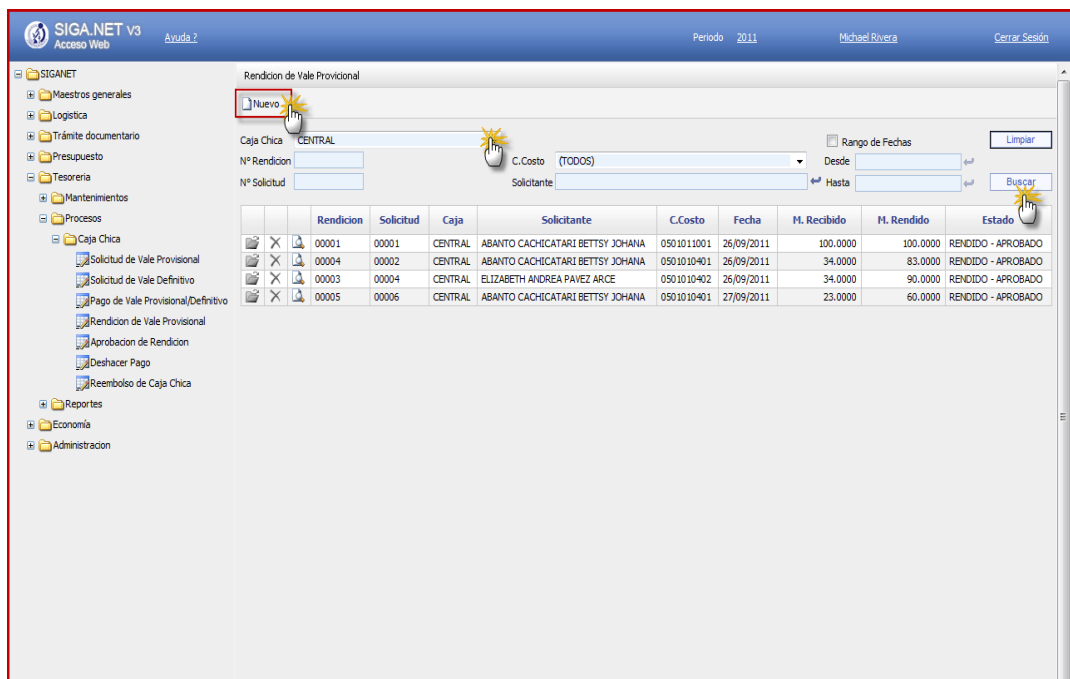 SIGA.NET V3
Acceso Web
Ayuda ?
Periodo 2011
Michael Rivera
Cerrar Sesión
SIGANET
Maestros generales
Logistica
Trámite documentario
Presupuesto
Tesoreria
Mantenimientos
Procesos
Caja Chica
Solicitud de Vale Provisional
Solicitud de Vale Definitivo
Pago de Vale Provisional/Definitivo
Rendicion de Vale Provisional
Aprobacion de Rendicion
Deshacer Pago
Reembolso de Caja Chica
Reportes
Economía
Administracion
Rendicion de Vale Provicional
Nuevo
Caja Chica CENTRAL
Rango de Fechas
Limpiar
Nº Rendicion
C.Costo (TODOS)
Desde
Nº Solicitud
Solicitante
Hasta
Buscar
Rendicion Solicitud Caja Solicitante C.Costo Fecha M. Recibido M. Rendido Estado
00001 00001 CENTRAL ABANTO CACHICATARI BETTSY JOHANA 0501011001 26/09/2011 100.0000 100.0000 RENDIDO - APROBADO
00004 00002 CENTRAL ABANTO CACHICATARI BETTSY JOHANA 0501010401 26/09/2011 34.0000 83.0000 RENDIDO - APROBADO
00003 00004 CENTRAL ELIZABETH ANDREA PAVEZ ARCE 0501010402 26/09/2011 34.0000 90.0000 RENDIDO - APROBADO
00005 00006 CENTRAL ABANTO CACHICATARI BETTSY JOHANA 0501010401 27/09/2011 23.0000 60.0000 RENDIDO - APROBADO